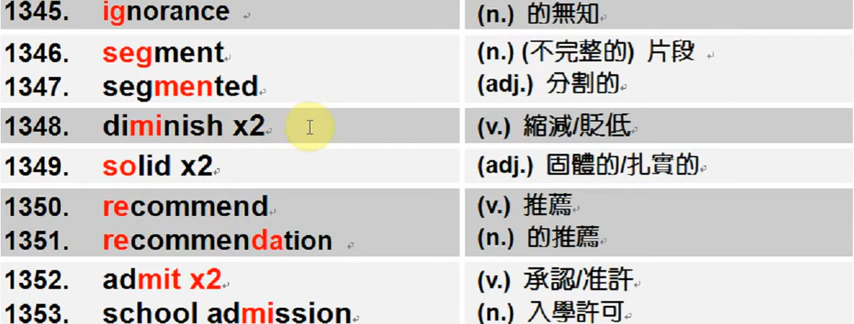 1345. ignorance (n.) 的無知
1346. segment (n.) (不完整的) 片段
1347. segmented (adj.) 分割的
1348. diminish x2 (v.) 縮減/貶低
1349. solid x2 (adj.) 固體的/扎實的
1350. recommend (v.) 推薦
1351. recommendation (n.) 的推薦
1352. admit x2 (v.) 承認/准許
1353. school admission (n.) 入學許可